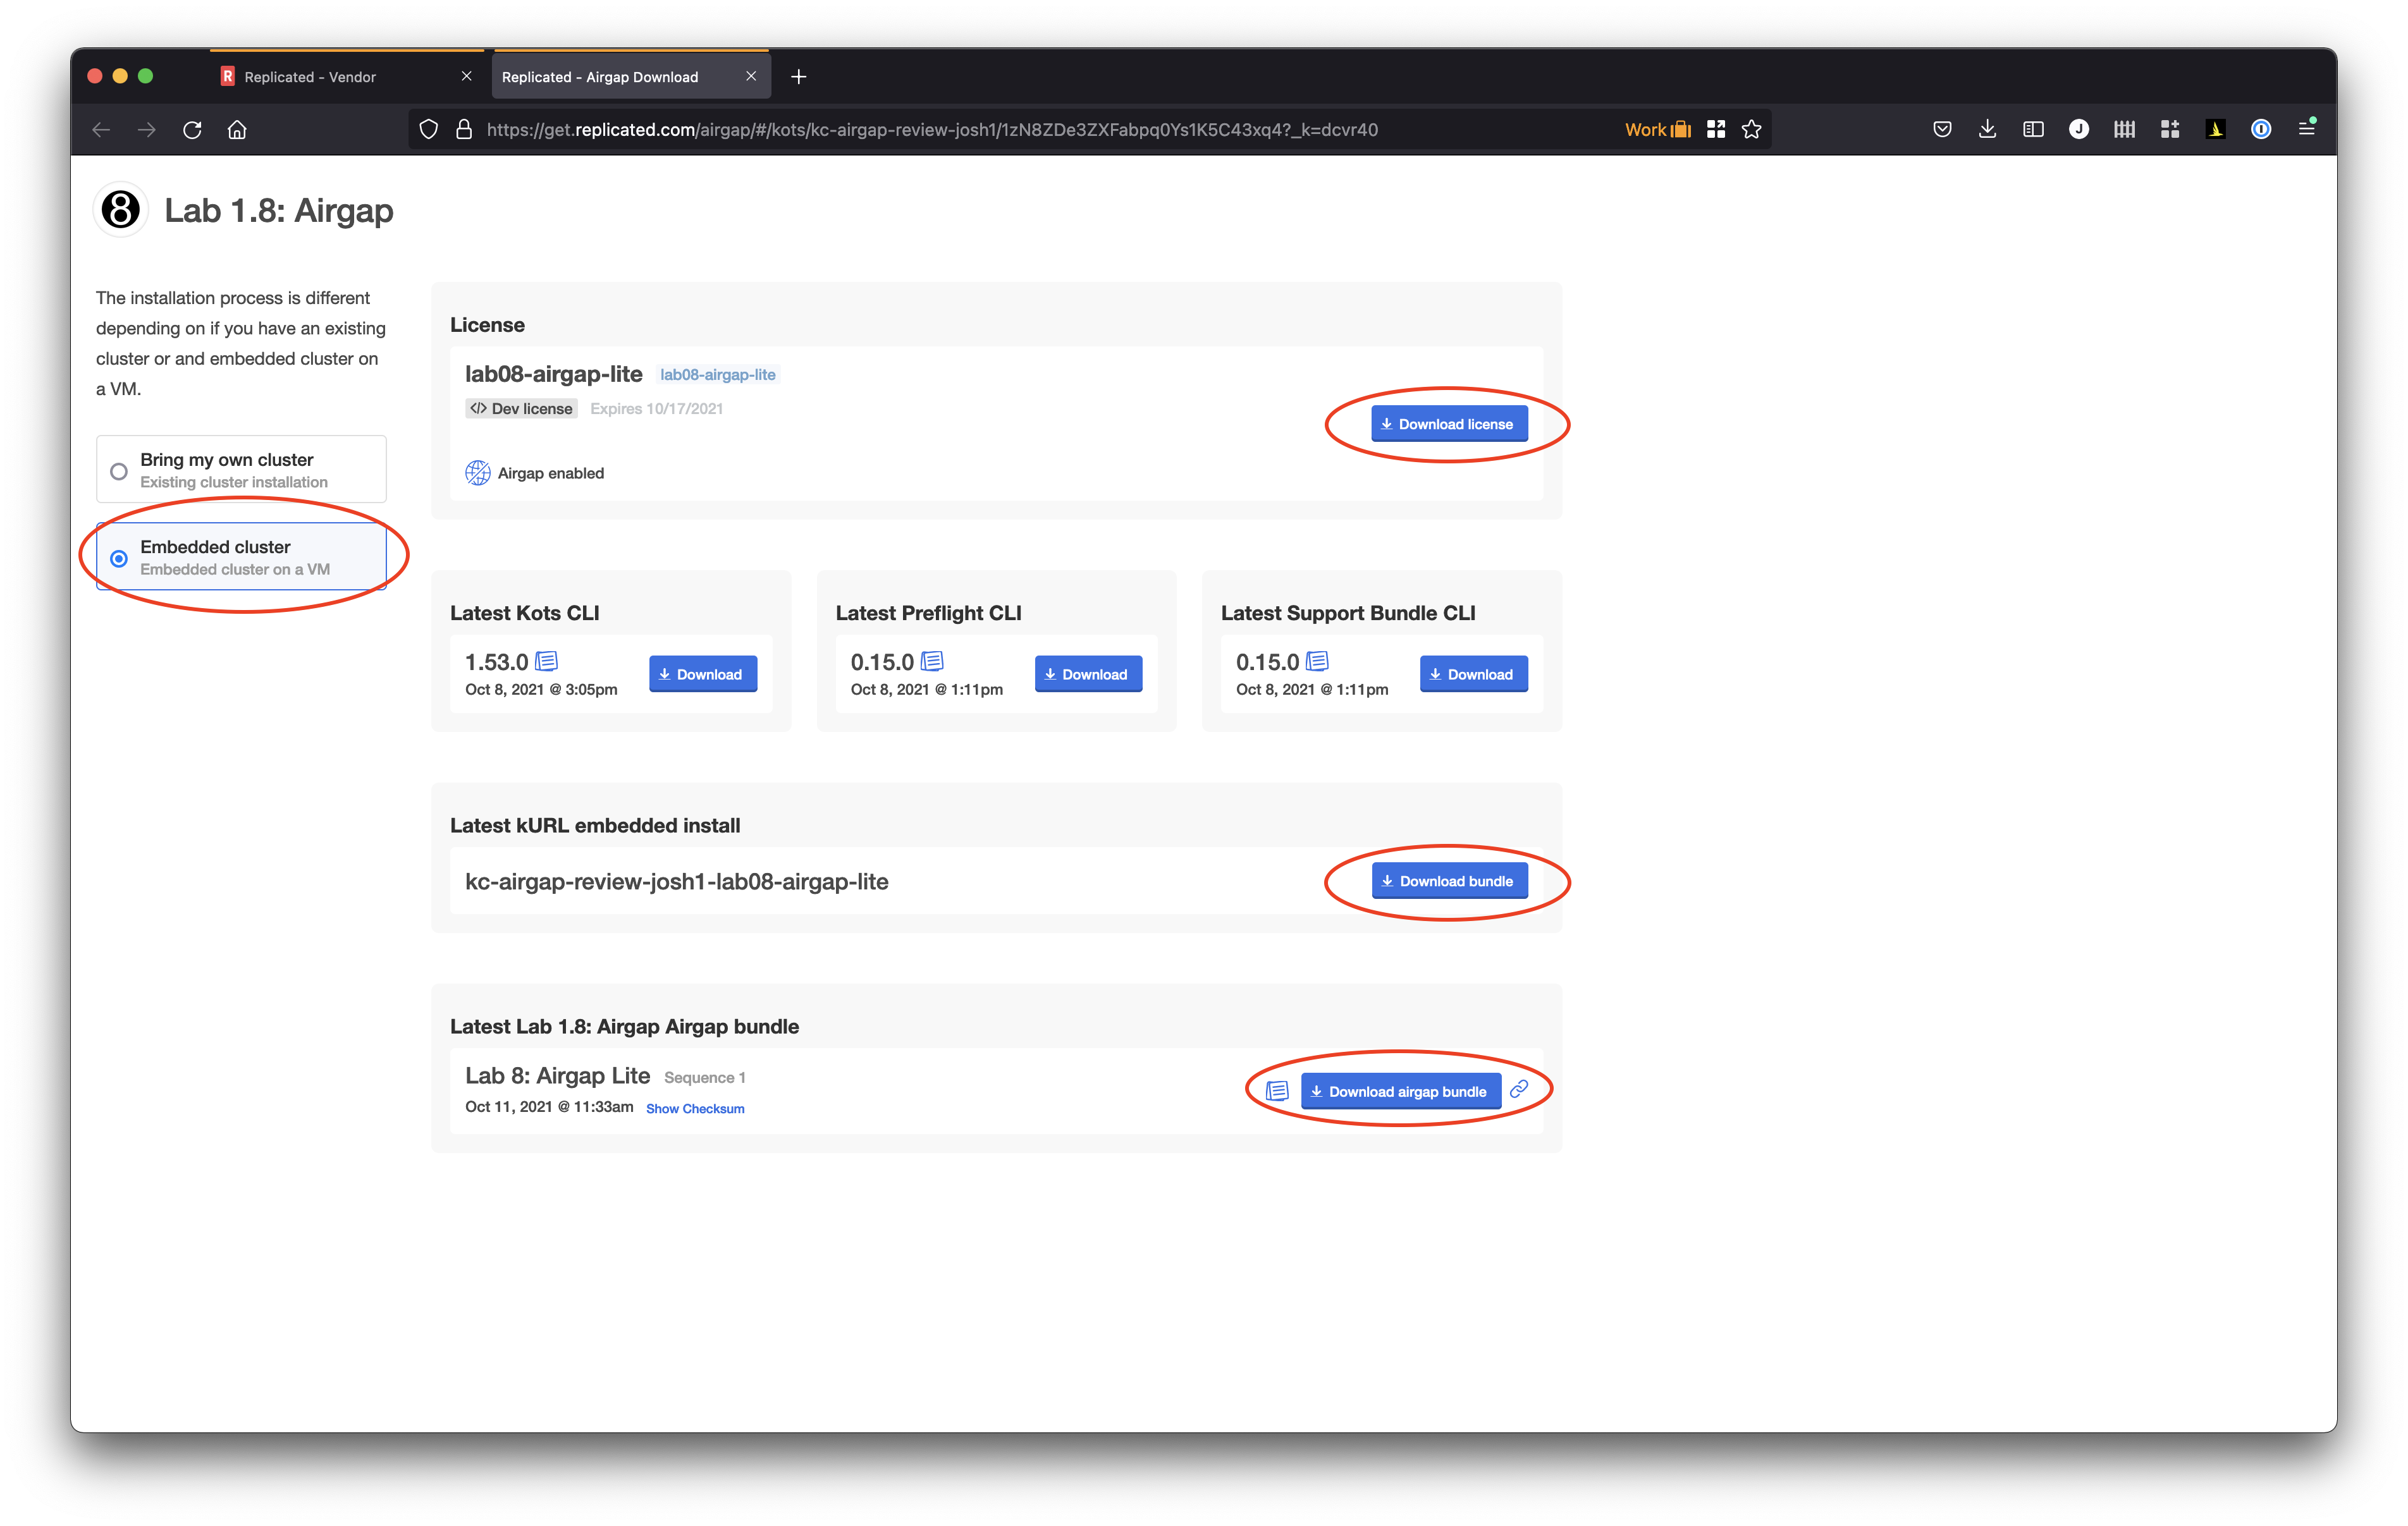 R Replicated - Vendor
Replicated - Airgap Download
https://get.replicated.com/airgap/#/kots/kc-airgap-review-josh1/1zN8ZDe3ZXFabpq0Ys1K5C43xq4?_k=dcvr40
Work
J
8 Lab 1.8: Airgap
The installation process is different
depending on if you have an existing
cluster or and embedded cluster on
a VM.
Bring my own cluster
Existing cluster installation
Embedded cluster
Embedded cluster on a VM
License
lab08-airgap-lite lab08-airgap-lite
</> Dev license Expires 10/17/2021
Download license
Airgap enabled
Latest Kots CLI
1.53.0
Oct 8, 2021 @ 3:05pm
Download
Latest Preflight CLI
0.15.0
Oct 8, 2021 @ 1:11pm
Download
Latest Support Bundle CLI
0.15.0
Oct 8, 2021 @ 1:11pm
Download
Latest kURL embedded install
kc-airgap-review-josh1-lab08-airgap-lite
Download bundle
Latest Lab 1.8: Airgap Airgap bundle
Lab 8: Airgap Lite Sequence 1
Oct 11, 2021 @ 11:33am Show Checksum
Download airgap bundle